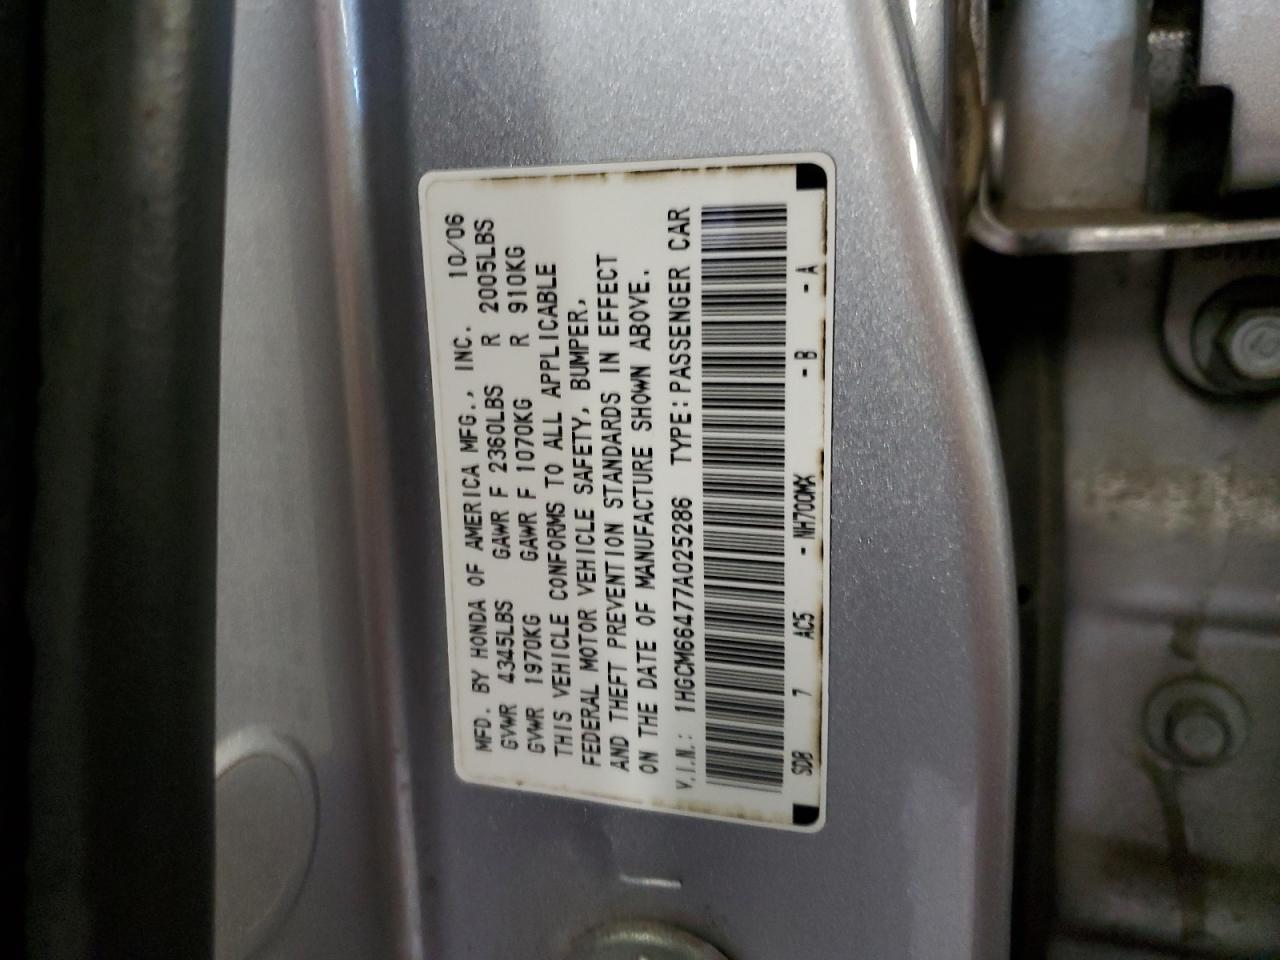 MFD. BY HONDA OF AMERICA MFG., INC. 10/06
GVWR 4345LBS GAWR F 2360LBS R 2005LBS
GVWR 1970KG GAWR F 1070KG R 910KG
THIS VEHICLE CONFORMS TO ALL APPLICABLE
FEDERAL MOTOR VEHICLE SAFETY, BUMPER,
AND THEFT PREVENTION STANDARDS IN EFFECT
ON THE DATE OF MANUFACTURE SHOWN ABOVE.
V.I.N.: 1HGCM66477A025286 TYPE:PASSENGER CAR
SDB 7 AC5 - NH700MX - B - A